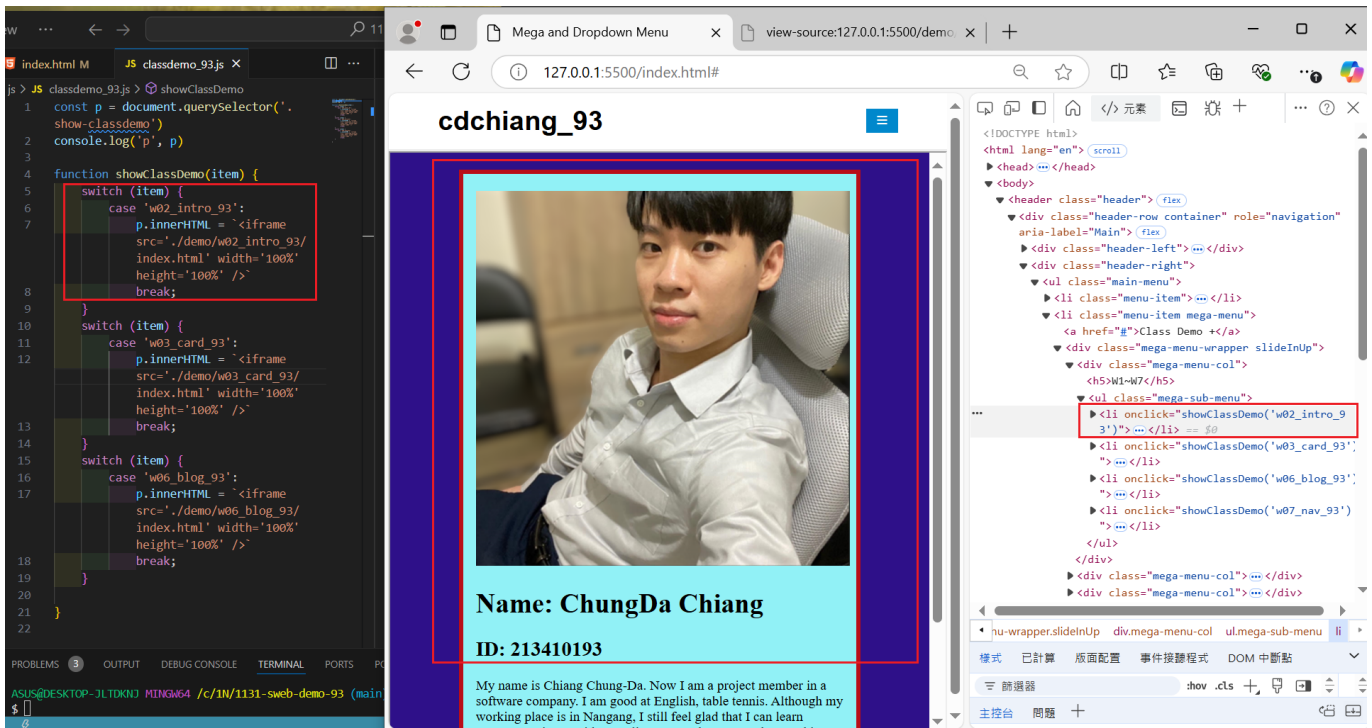 ew ··· 11
index.html M JS classdemo_93.js ···
js > JS classdemo_93.js > showClassDemo
1 const p = document.querySelector('.
show-classdemo')
2 console.log('p', p)
3
4 function showClassDemo(item) {
5 switch (item) {
6 case 'w02_intro_93':
7 p.innerHTML = `<iframe
src='./demo/w02_intro_93/
index.html' width='100%'
height='100%' />`
8 break;
9 }
10 switch (item) {
11 case 'w03_card_93':
12 p.innerHTML = `<iframe
src='./demo/w03_card_93/
index.html' width='100%'
height='100%' />`
13 break;
14 }
15 switch (item) {
16 case 'w06_blog_93':
17 p.innerHTML = `<iframe
src='./demo/w06_blog_93/
index.html' width='100%'
height='100%' />`
18 break;
19 }
20
21 }
22
PROBLEMS 3 OUTPUT DEBUG CONSOLE TERMINAL PORTS
ASUS@DESKTOP-JLTDKNJ MINGW64 /c/1N/1131-sweb-demo-93 (main
$
Mega and Dropdown Menu
view-source:127.0.0.1:5500/demo
127.0.0.1:5500/index.html#
cdchiang_93
Name: ChungDa Chiang
ID: 213410193
My name is Chiang Chung-Da. Now I am a project member in a
software company. I am good at English, table tennis. Although my
working place is in Nangang, I still feel glad that I can learn
</> 元素
<!DOCTYPE html>
<html lang="en"> scroll
<head> ··· </head>
<body>
<header class="header"> flex
<div class="header-row container" role="navigation"
aria-label="Main"> flex
<div class="header-left"> ··· </div>
<div class="header-right">
<ul class="main-menu">
<li class="menu-item"> ··· </li>
<li class="menu-item mega-menu">
<a href="#">Class Demo +</a>
<div class="mega-menu-wrapper slideInUp">
<div class="mega-menu-col">
<h5>W1~W7</h5>
<ul class="mega-sub-menu">
··· <li onclick="showClassDemo('w02_intro_9
3')"> ··· </li> == $0
<li onclick="showClassDemo('w03_card_93')
"> ··· </li>
<li onclick="showClassDemo('w06_blog_93')
"> ··· </li>
<li onclick="showClassDemo('w07_nav_93')
"> ··· </li>
</ul>
</div>
<div class="mega-menu-col"> ··· </div>
<div class="mega-menu-col"> ··· </div>
nu-wrapper.slideInUp div.mega-menu-col ul.mega-sub-menu li
樣式 已計算 版面配置 事件接聽程式 DOM 中斷點
篩選器 :hov .cls
主控台 問題